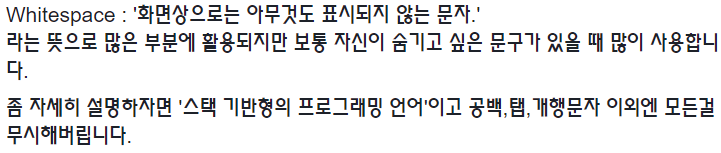 Whitespace : '화면상으로는 아무것도 표시되지 않는 문자.'
라는 뜻으로 많은 부분에 활용되지만 보통 자신이 숨기고 싶은 문구가 있을 때 많이 사용합니
다.
좀 자세히 설명하자면 '스택 기반형의 프로그래밍 언어'이고 공백,탭,개행문자 이외엔 모든걸
무시해버립니다.